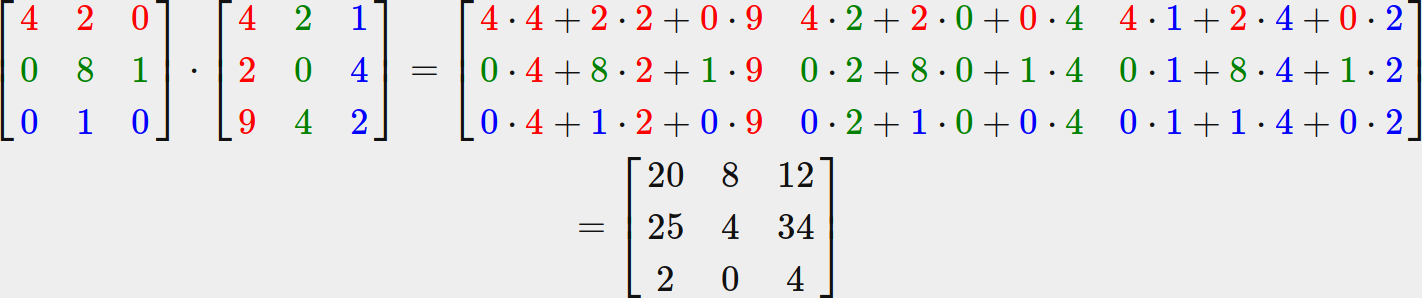 [4 2 0] [4 2 1] [4 · 4 + 2 · 2 + 0 · 9 4 · 2 + 2 · 0 + 0 · 4 4 · 1 + 2 · 4 + 0 · 2]
[0 8 1] · [2 0 4] = [0 · 4 + 8 · 2 + 1 · 9 0 · 2 + 8 · 0 + 1 · 4 0 · 1 + 8 · 4 + 1 · 2]
[0 1 0] [9 4 2] [0 · 4 + 1 · 2 + 0 · 9 0 · 2 + 1 · 0 + 0 · 4 0 · 1 + 1 · 4 + 0 · 2]
[20 8 12]
= [25 4 34]
[2 0 4]